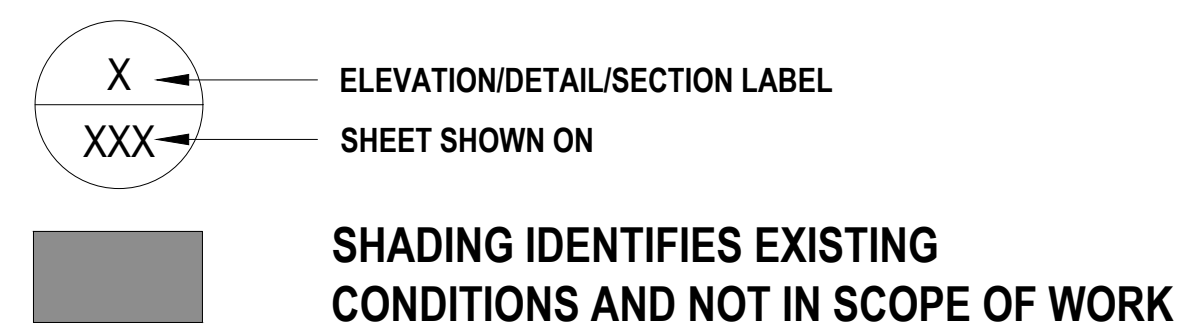 X
ELEVATION/DETAIL/SECTION LABEL
XXX
SHEET SHOWN ON
SHADING IDENTIFIES EXISTING
CONDITIONS AND NOT IN SCOPE OF WORK